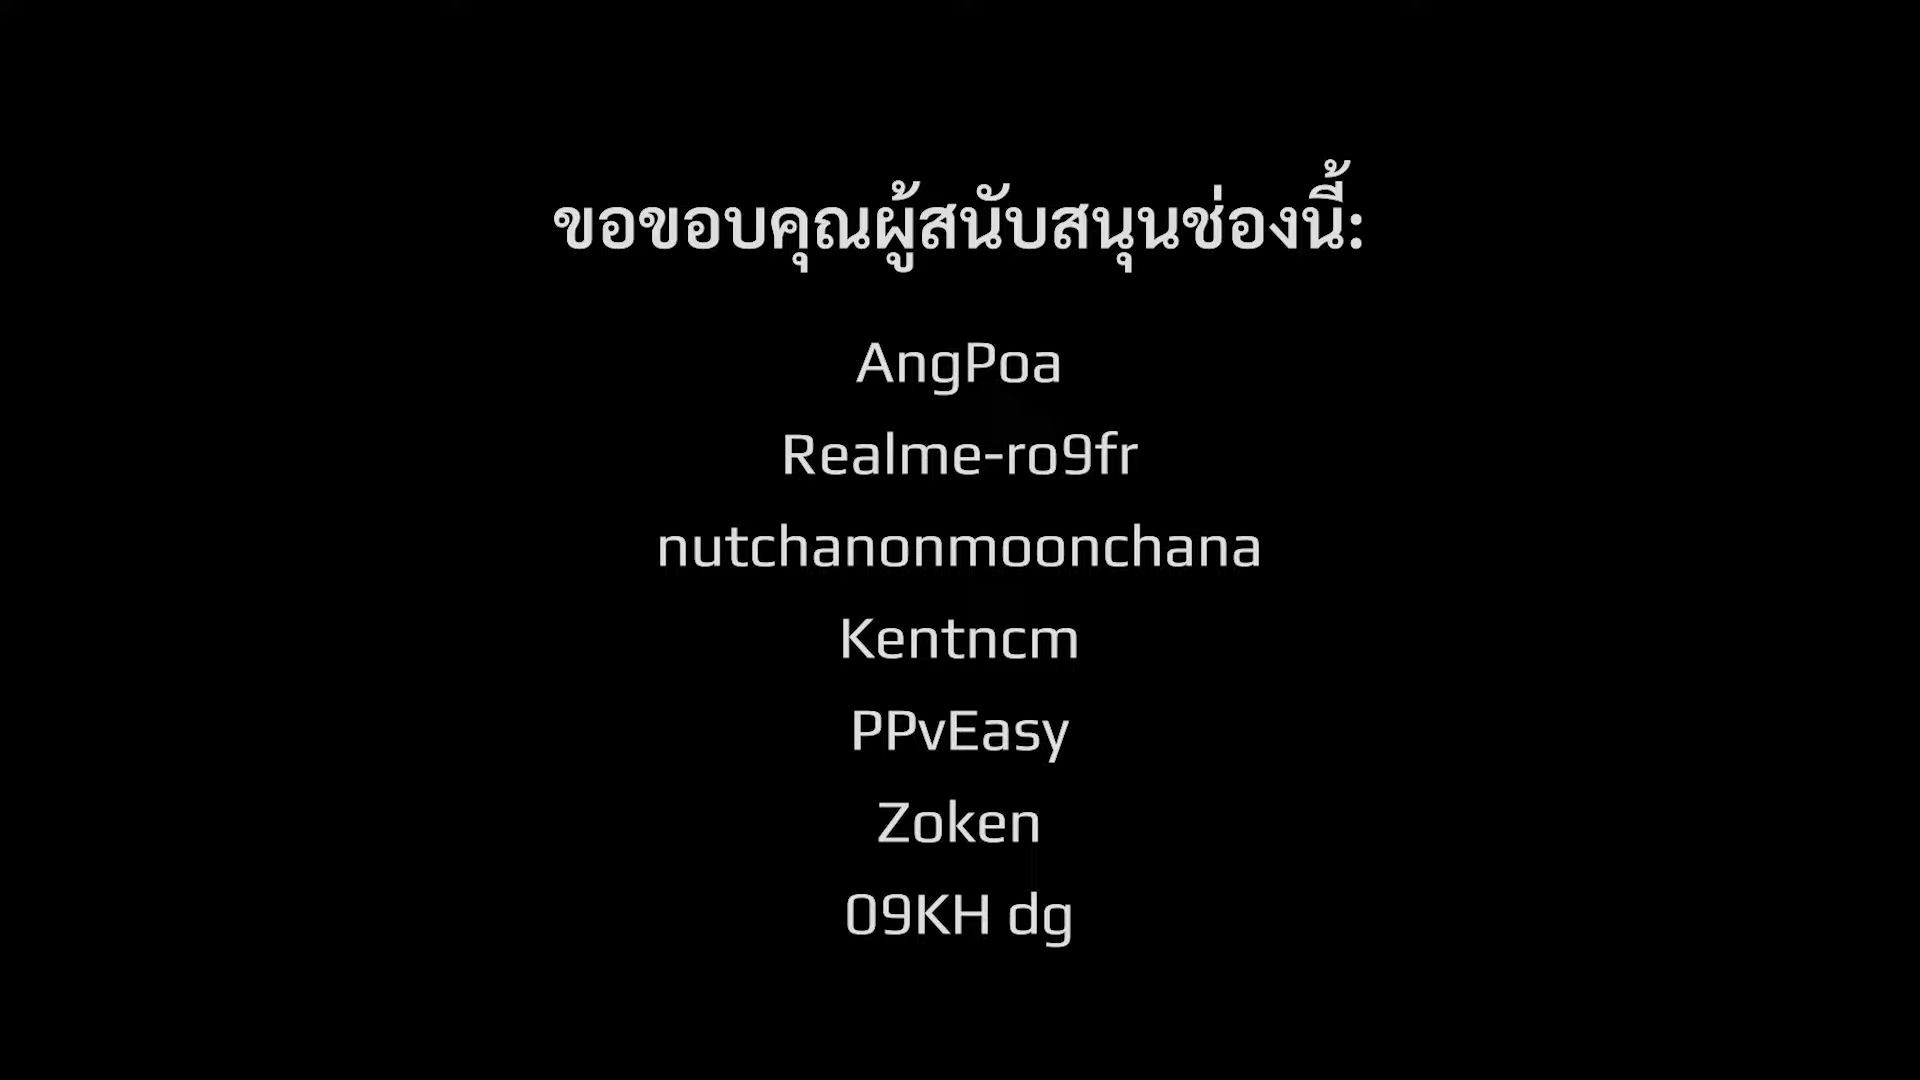 ขอขอบคุณผู้สนับสนุนช่องนี้:
AngPoa
Realme-ro9fr
nutchanonmoonchana
Kentncm
PPvEasy
Zoken
09KH dg